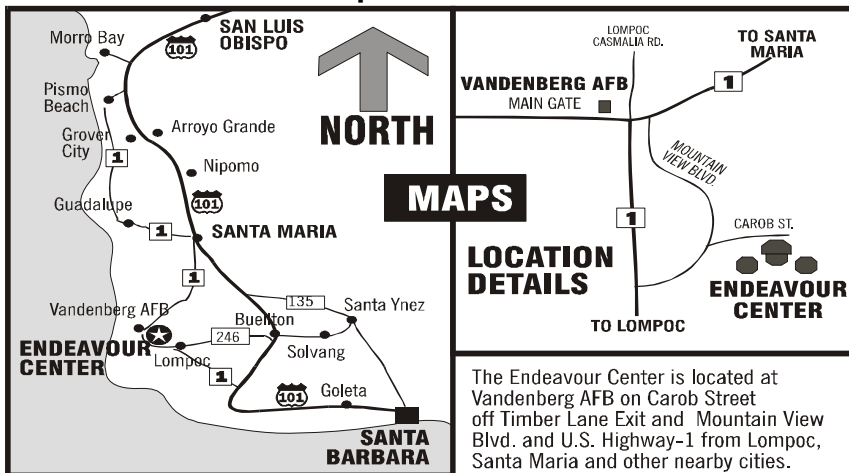 SAN LUIS
OBISPO
101
Morro Bay
Pismo
Beach
Grover
City
1
Arroyo Grande
Nipomo
101
Guadalupe
1
SANTA MARIA
1
Vandenberg AFB
ENDEAVOUR
CENTER
Lompoc
246
Buellton
135
Santa Ynez
Solvang
1
101
Goleta
SANTA
BARBARA
NORTH
MAPS
LOMPOC
CASMALIA RD.
TO SANTA
MARIA
1
VANDENBERG AFB
MAIN GATE
MOUNTAIN
VIEW BLVD.
1
CAROB ST.
LOCATION
DETAILS
ENDEAVOUR
CENTER
TO LOMPOC
The Endeavour Center is located at
Vandenberg AFB on Carob Street
off Timber Lane Exit and Mountain View
Blvd. and U.S. Highway-1 from Lompoc,
Santa Maria and other nearby cities.